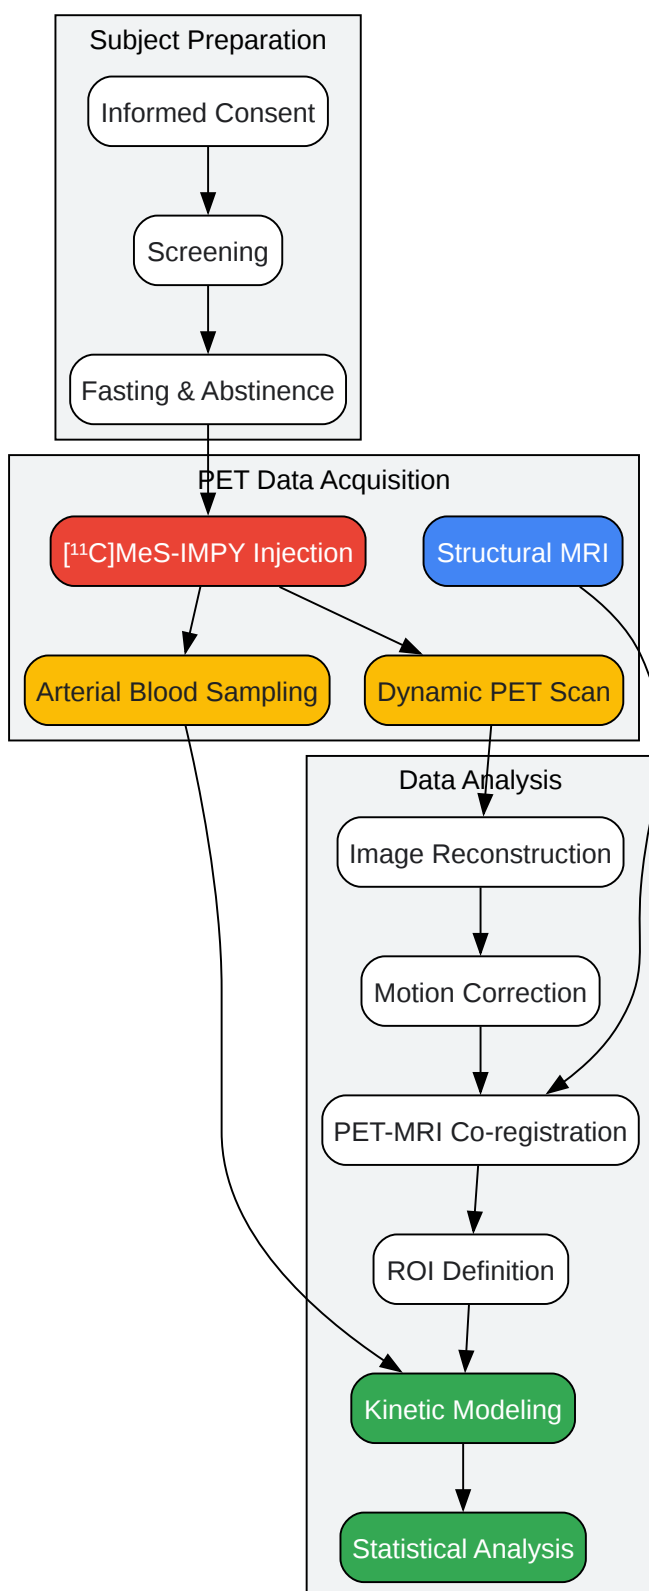 Subject Preparation
Informed Consent
Screening
Fasting & Abstinence
PET Data Acquisition
[¹¹C]MeS-IMPY Injection
Structural MRI
Arterial Blood Sampling
Dynamic PET Scan
Data Analysis
Image Reconstruction
Motion Correction
PET-MRI Co-registration
ROI Definition
Kinetic Modeling
Statistical Analysis